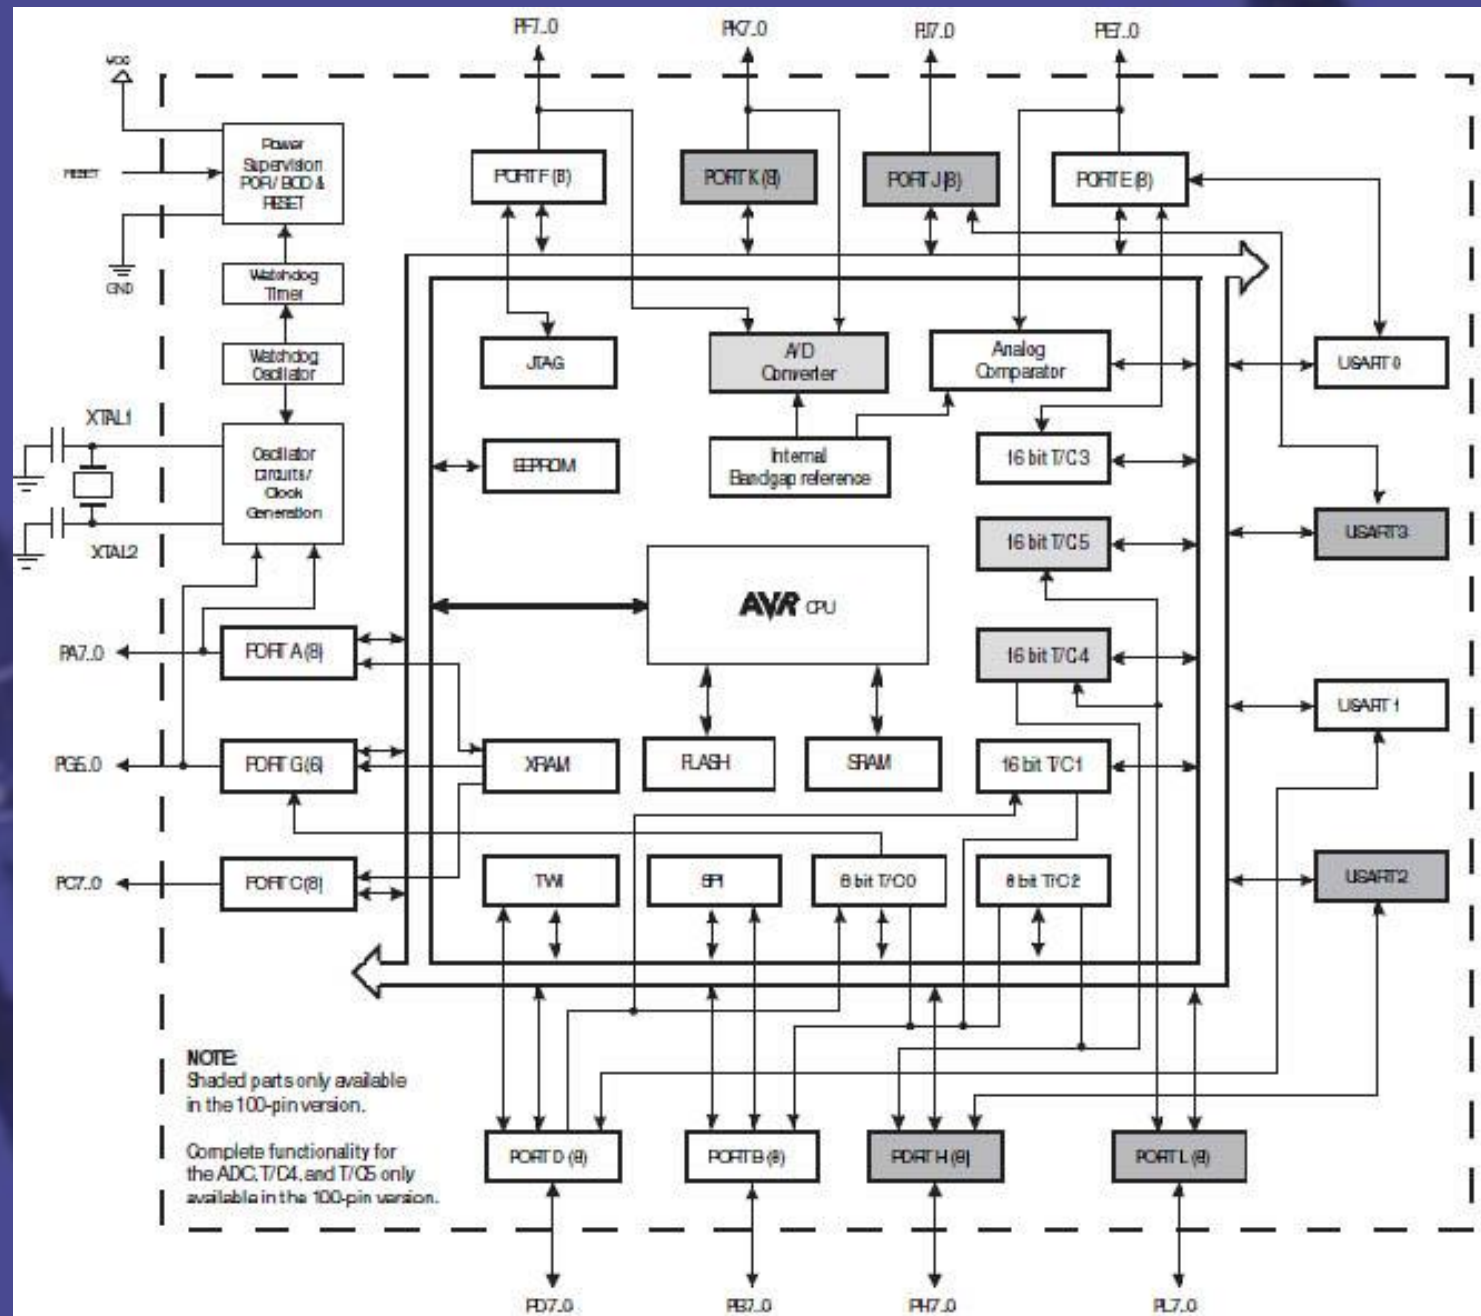 PF7..0
PK7..0
PJ7..0
PE7..0
VCC
RESET
GND
Power
Supervision
POR / BOD &
RESET
Watchdog
Timer
Watchdog
Oscillator
XTAL1
XTAL2
Oscillator
Circuits /
Clock
Generation
PORT F (8)
PORT K (8)
PORT J (8)
PORT E (8)
JTAG
A/D
Converter
Analog
Comparator
USART 0
EEPROM
Internal
Bandgap reference
16 bit T/C 3
USART 3
16 bit T/C 5
AVR CPU
PA7..0
PORT A (8)
16 bit T/C 4
USART 1
PG5..0
PORT G (6)
XRAM
FLASH
SRAM
16 bit T/C 1
PC7..0
PORT C (8)
TWI
SPI
8 bit T/C 0
8 bit T/C 2
USART 2
NOTE:
Shaded parts only available
in the 100-pin version.
Complete functionality for
the ADC, T/C4, and T/C5 only
available in the 100-pin version.
PORT D (8)
PORT B (8)
PORT H (8)
PORT L (8)
PD7..0
PB7..0
PH7..0
PL7..0